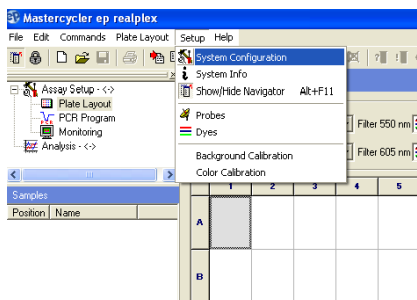 Mastercycler ep realplex
File Edit Commands Plate Layout Setup Help
System Configuration
System Info
Show/Hide Navigator Alt+F11
Probes
Dyes
Background Calibration
Color Calibration
Assay Setup - <->
Plate Layout
PCR Program
Monitoring
Analysis - <->
Samples
Position Name
Filter 550 nm
Filter 605 nm
1 2 3 4 5
A
B